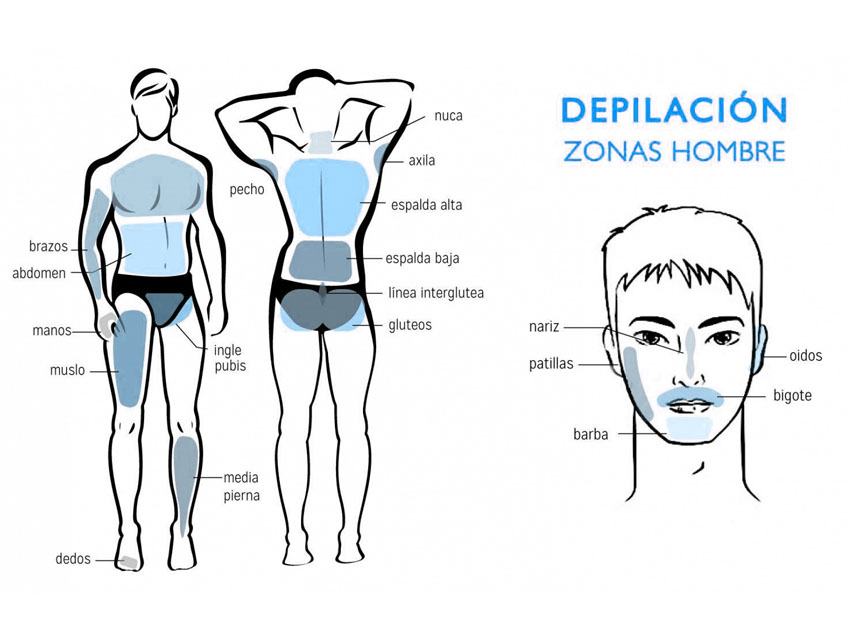 DEPILACIÓN
ZONAS HOMBRE
nuca
axila
pecho
espalda alta
brazos
abdomen
espalda baja
línea interglutea
manos
gluteos
ingle
pubis
muslo
media
pierna
dedos
nariz
patillas
oidos
bigote
barba